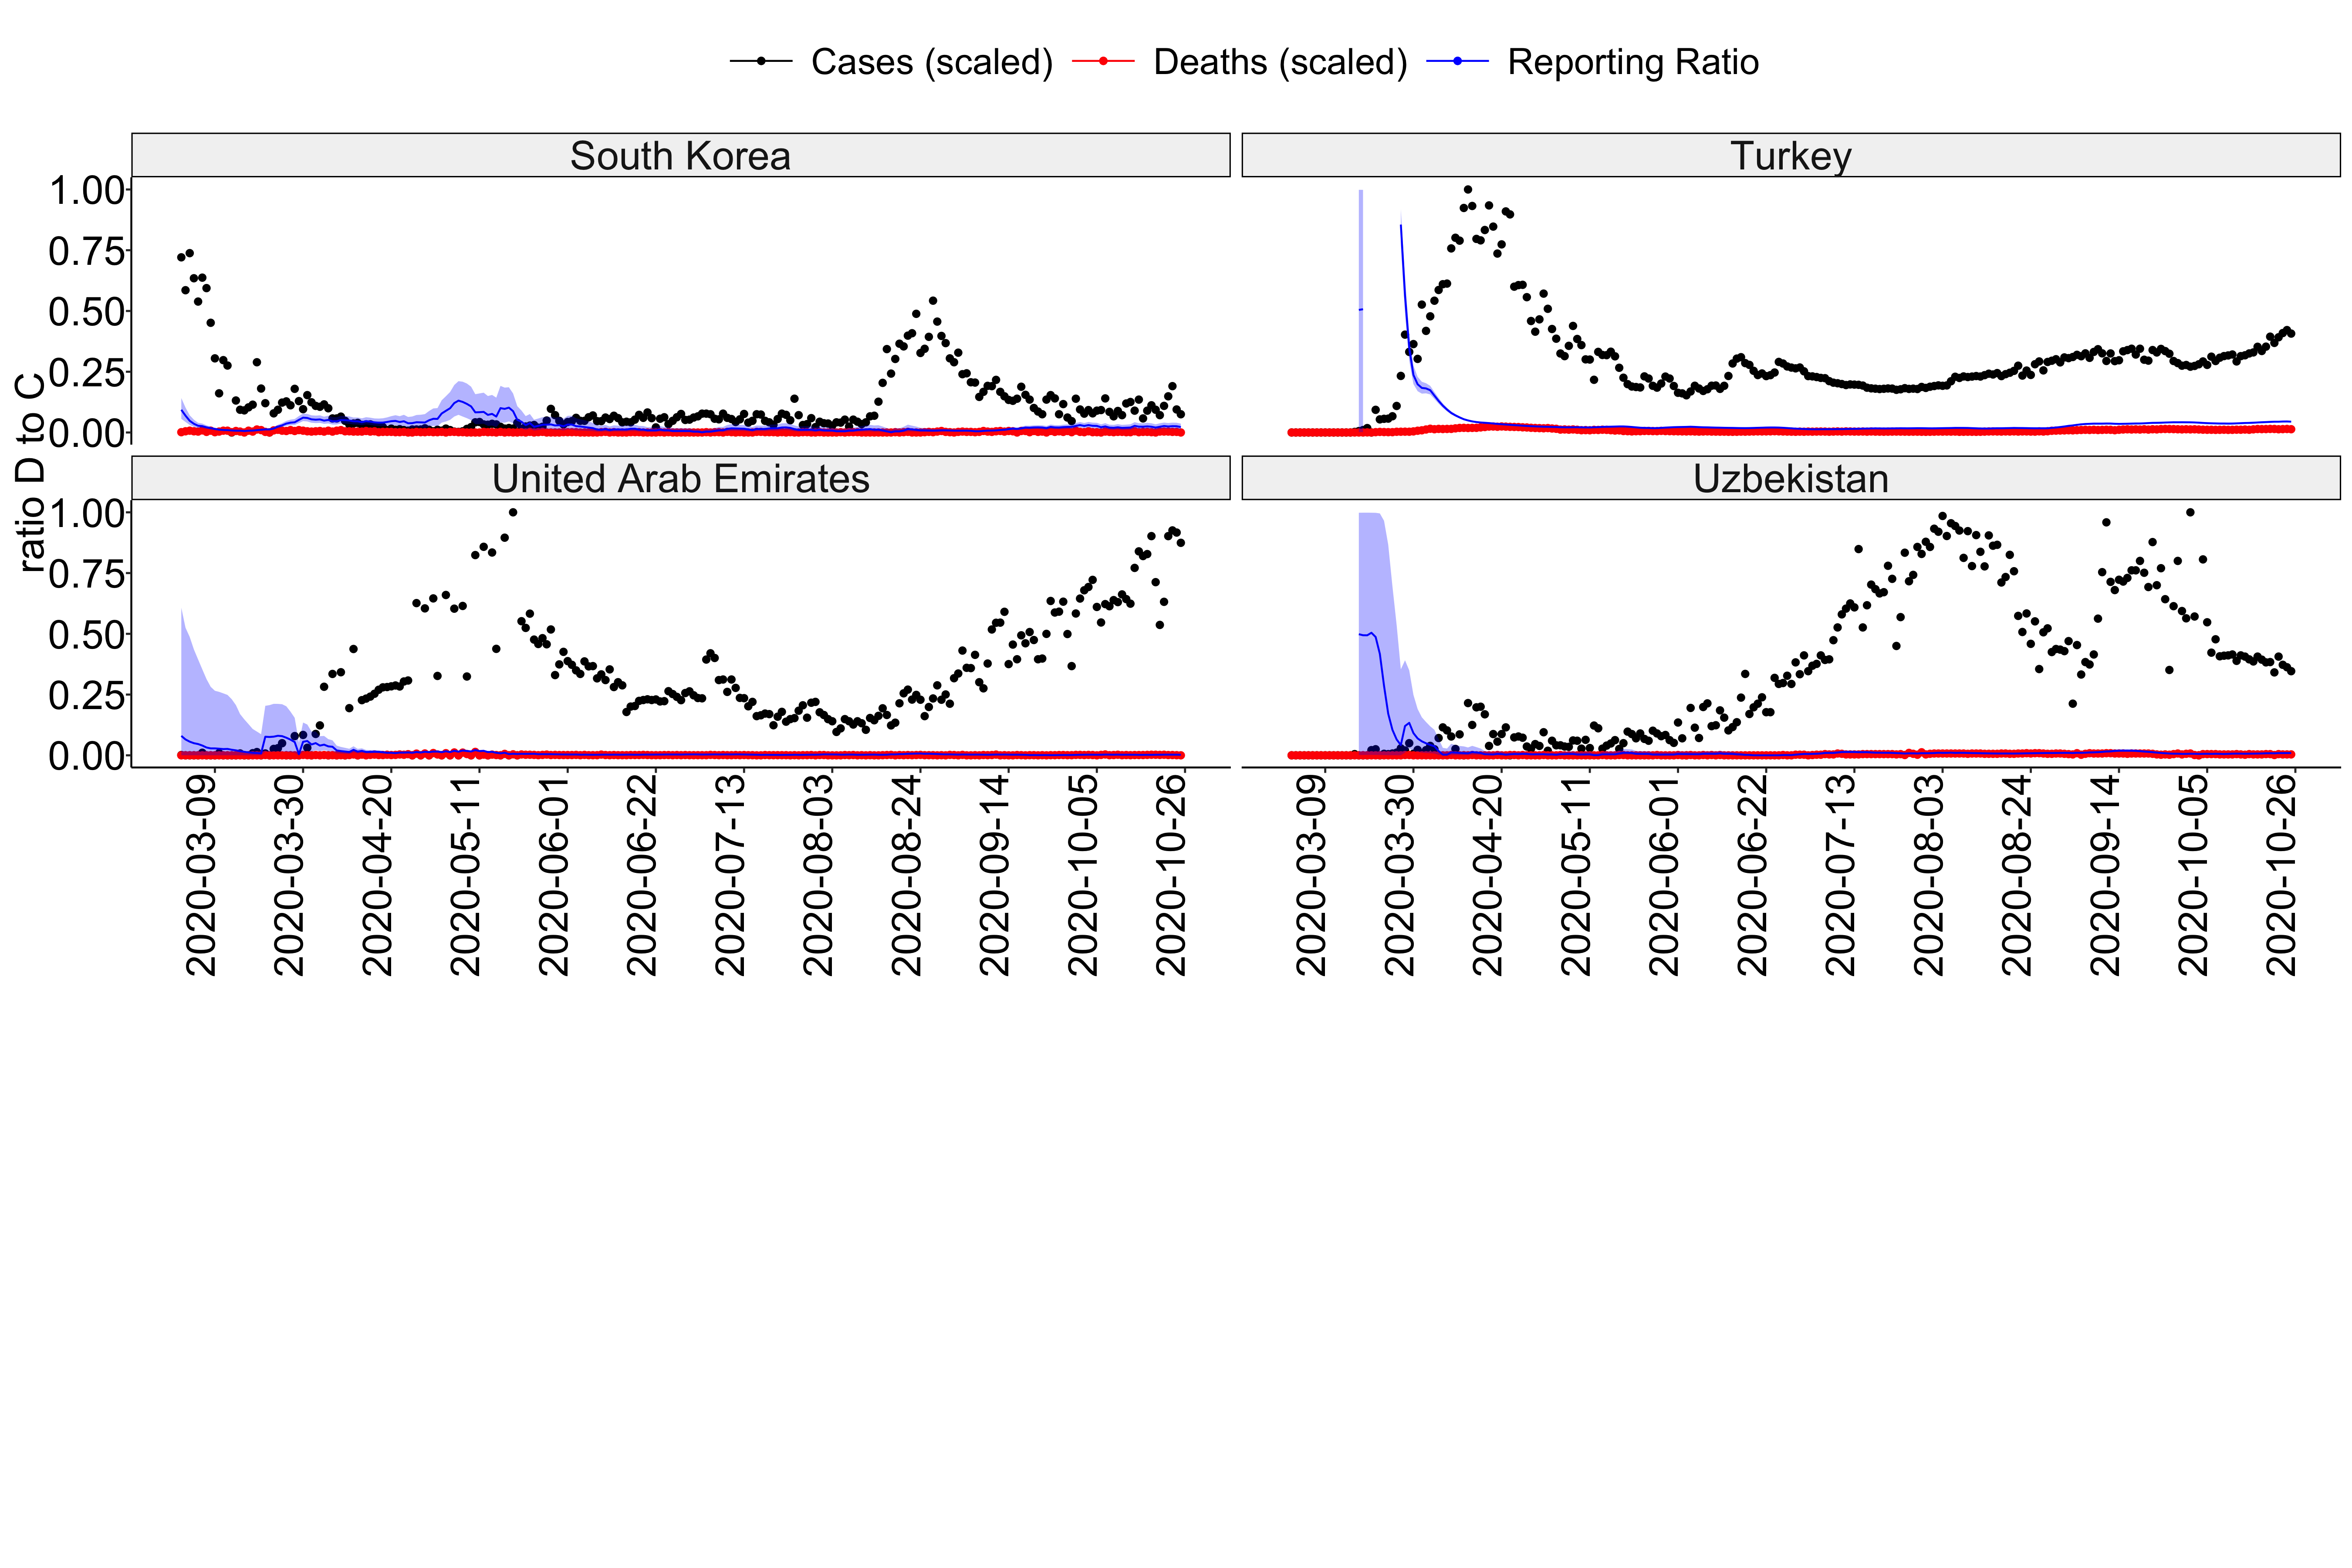 Cases (scaled) Deaths (scaled) Reporting Ratio
South Korea Turkey
1.00
0.75
0.50
0.25
0.00
ratio D to C
United Arab Emirates Uzbekistan
1.00
0.75
0.50
0.25
0.00
2020-03-09 2020-03-30 2020-04-20 2020-05-11 2020-06-01 2020-06-22 2020-07-13 2020-08-03 2020-08-24 2020-09-14 2020-10-05 2020-10-26 2020-03-09 2020-03-30 2020-04-20 2020-05-11 2020-06-01 2020-06-22 2020-07-13 2020-08-03 2020-08-24 2020-09-14 2020-10-05 2020-10-26